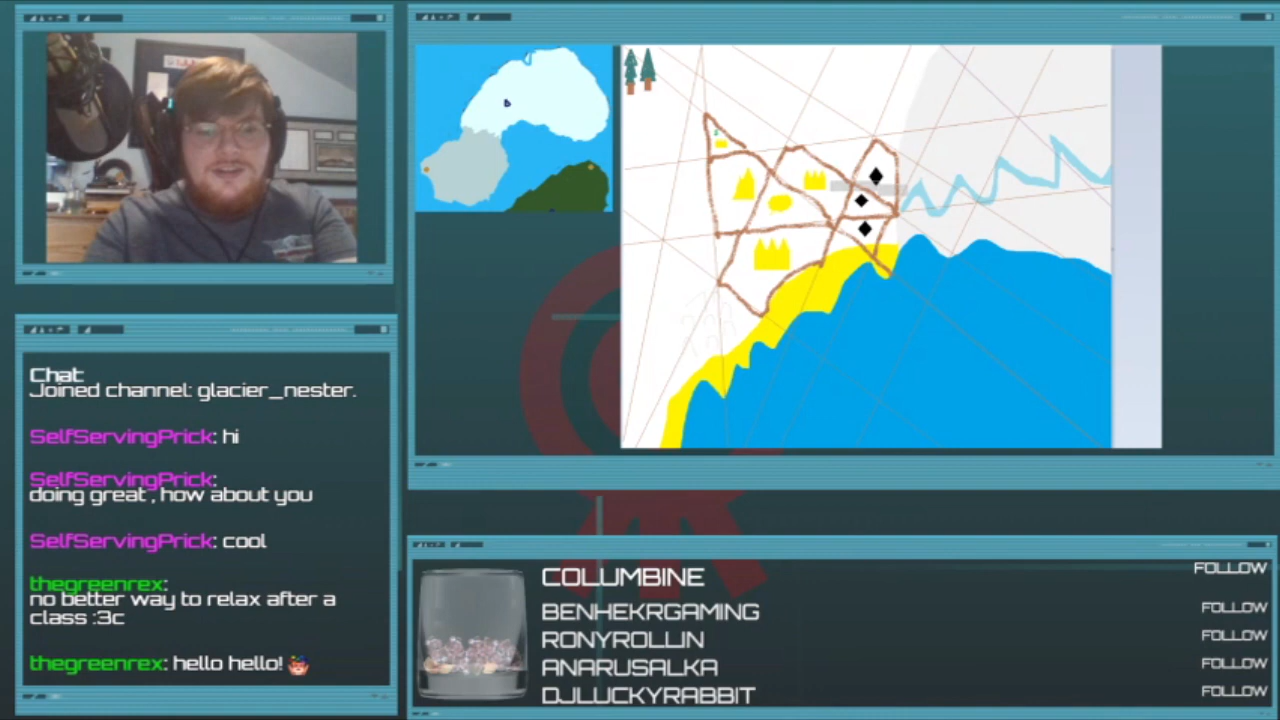 Chat
Joined channel: glacier_nester.
SelfServingPrick: hi
SelfServingPrick:
doing great , how about you
SelfServingPrick: cool
thegreenrex:
no better way to relax after a
class :3c
thegreenrex: hello hello!
COLUMBINE FOLLOW
BENHEKRGAMING FOLLOW
RONYROLLIN FOLLOW
ANARUSALKA FOLLOW
DJLUCKYRABBIT FOLLOW